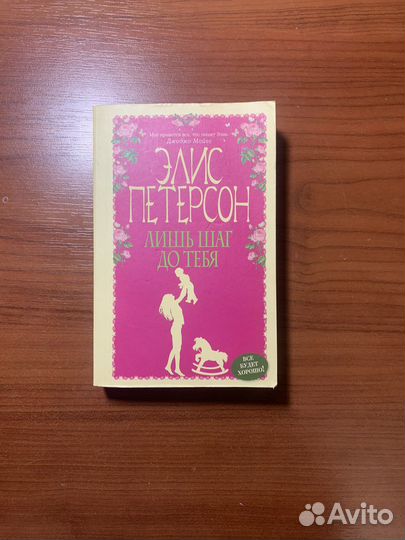 Мне нравится все, что пишет Элис.
Джоджо Мойес
ЭЛИС
ПЕТЕРСОН
ЛИШЬ ШАГ
ДО ТЕБЯ
ВСЕ
БУДЕТ
ХОРОШО!
Avito